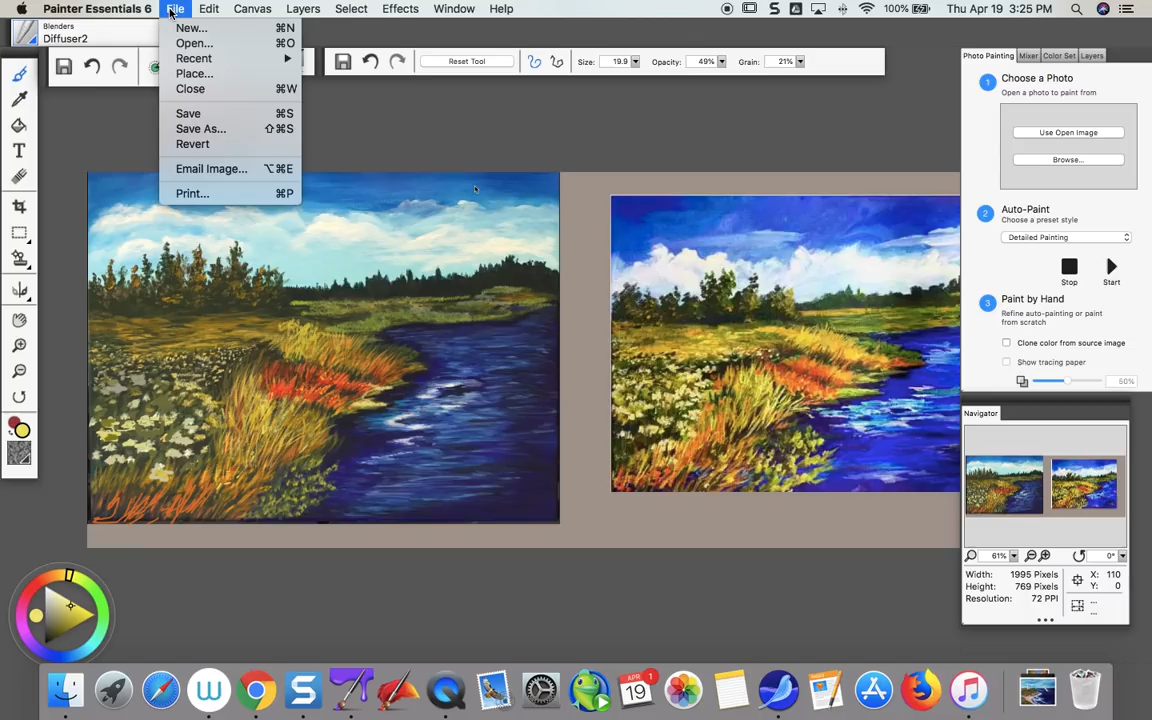 Painter Essentials 6 File Edit Canvas Layers Select Effects Window Help 100% Thu Apr 19 3:25 PM
Blenders
Diffuser2
New... ⌘N
Open... ⌘O
Recent
Place...
Close ⌘W
Save ⌘S
Save As... ⇧⌘S
Revert
Email Image... ⌥⌘E
Print... ⌘P
Reset Tool Size: 19.9 Opacity: 49% Grain: 21%
Photo Painting Mixer Color Set Layers
1 Choose a Photo
Open a photo to paint from
Use Open Image
Browse...
2 Auto-Paint
Choose a preset style
Detailed Painting
Stop Start
3 Paint by Hand
Refine auto-painting or paint
from scratch
Clone color from source image
Show tracing paper
50%
Navigator
61% 0°
Width: 1995 Pixels X: 110
Height: 769 Pixels Y: 0
Resolution: 72 PPI ...
...
T
W S APR 19 1